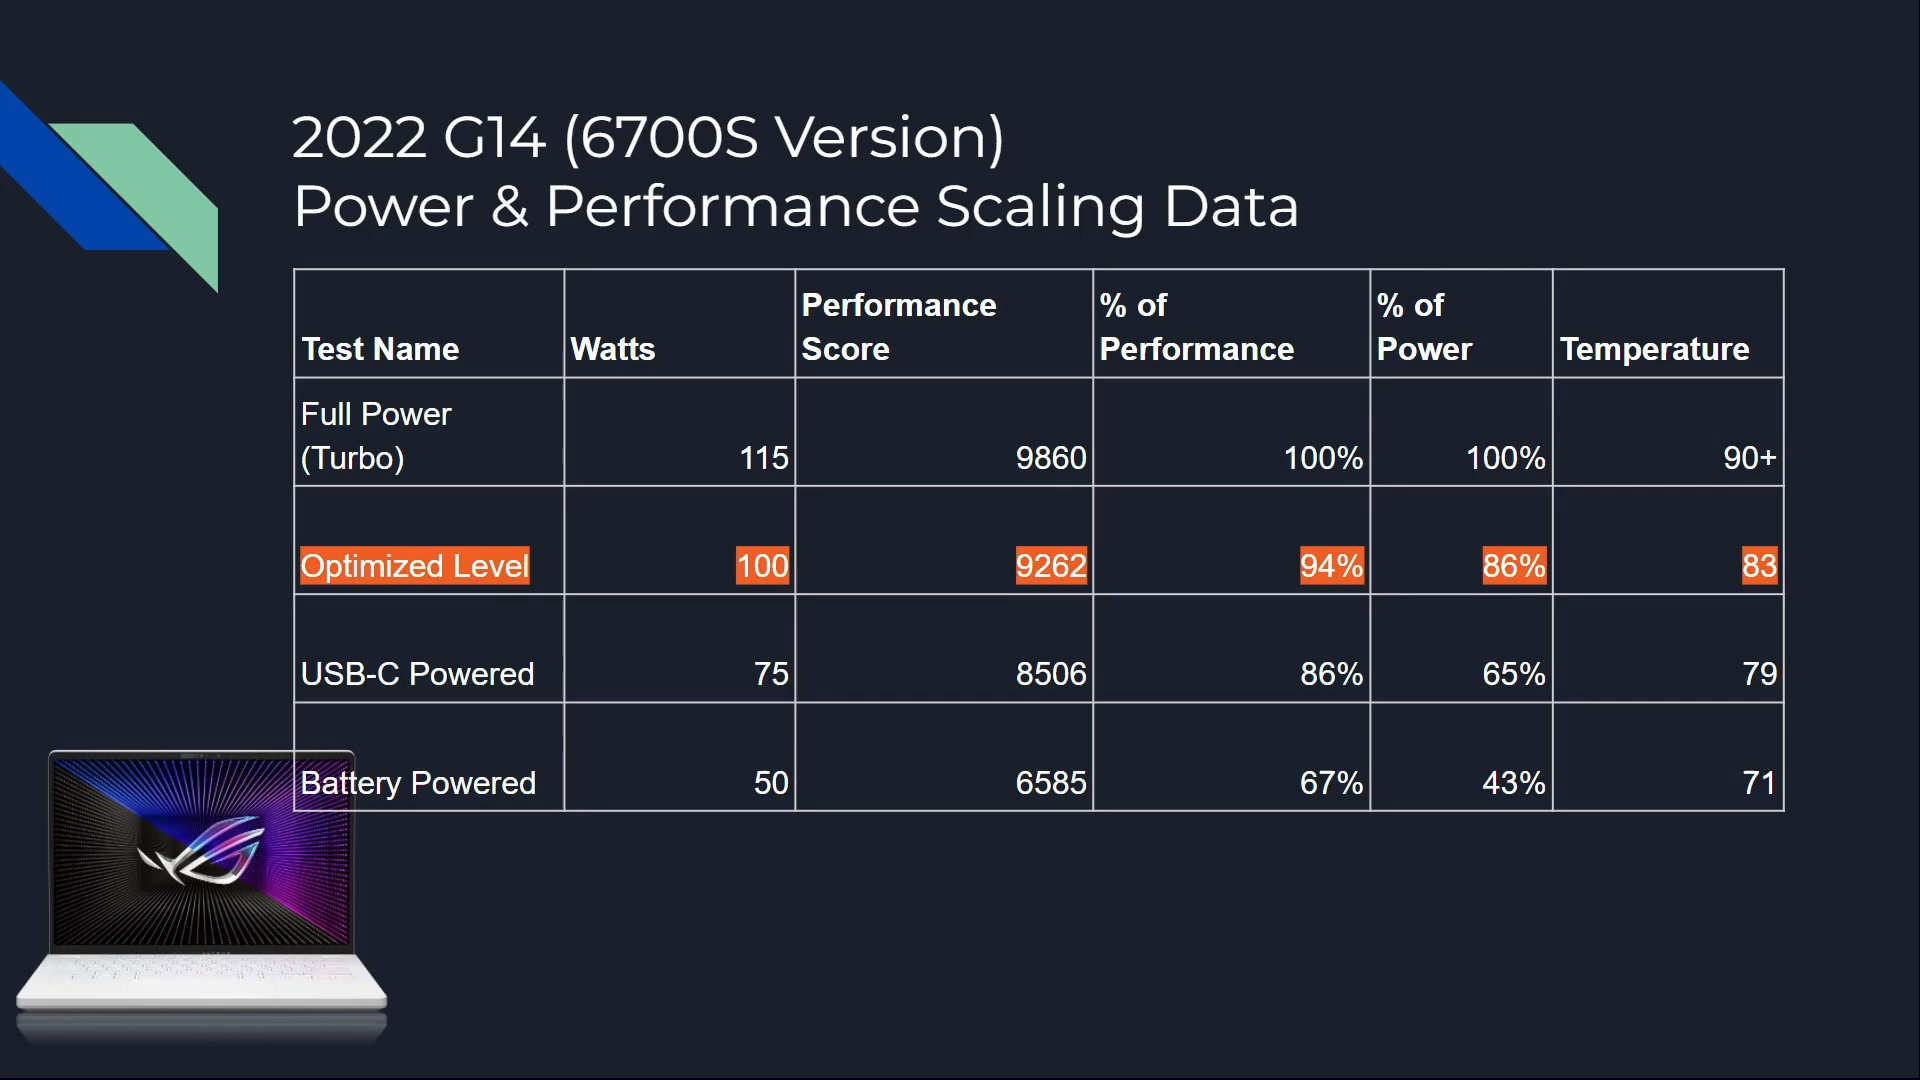 2022 G14 (6700S Version)
Power & Performance Scaling Data
Test Name Watts Performance Score % of Performance % of Power Temperature
Full Power (Turbo) 115 9860 100% 100% 90+
Optimized Level 100 9262 94% 86% 83
USB-C Powered 75 8506 86% 65% 79
Battery Powered 50 6585 67% 43% 71